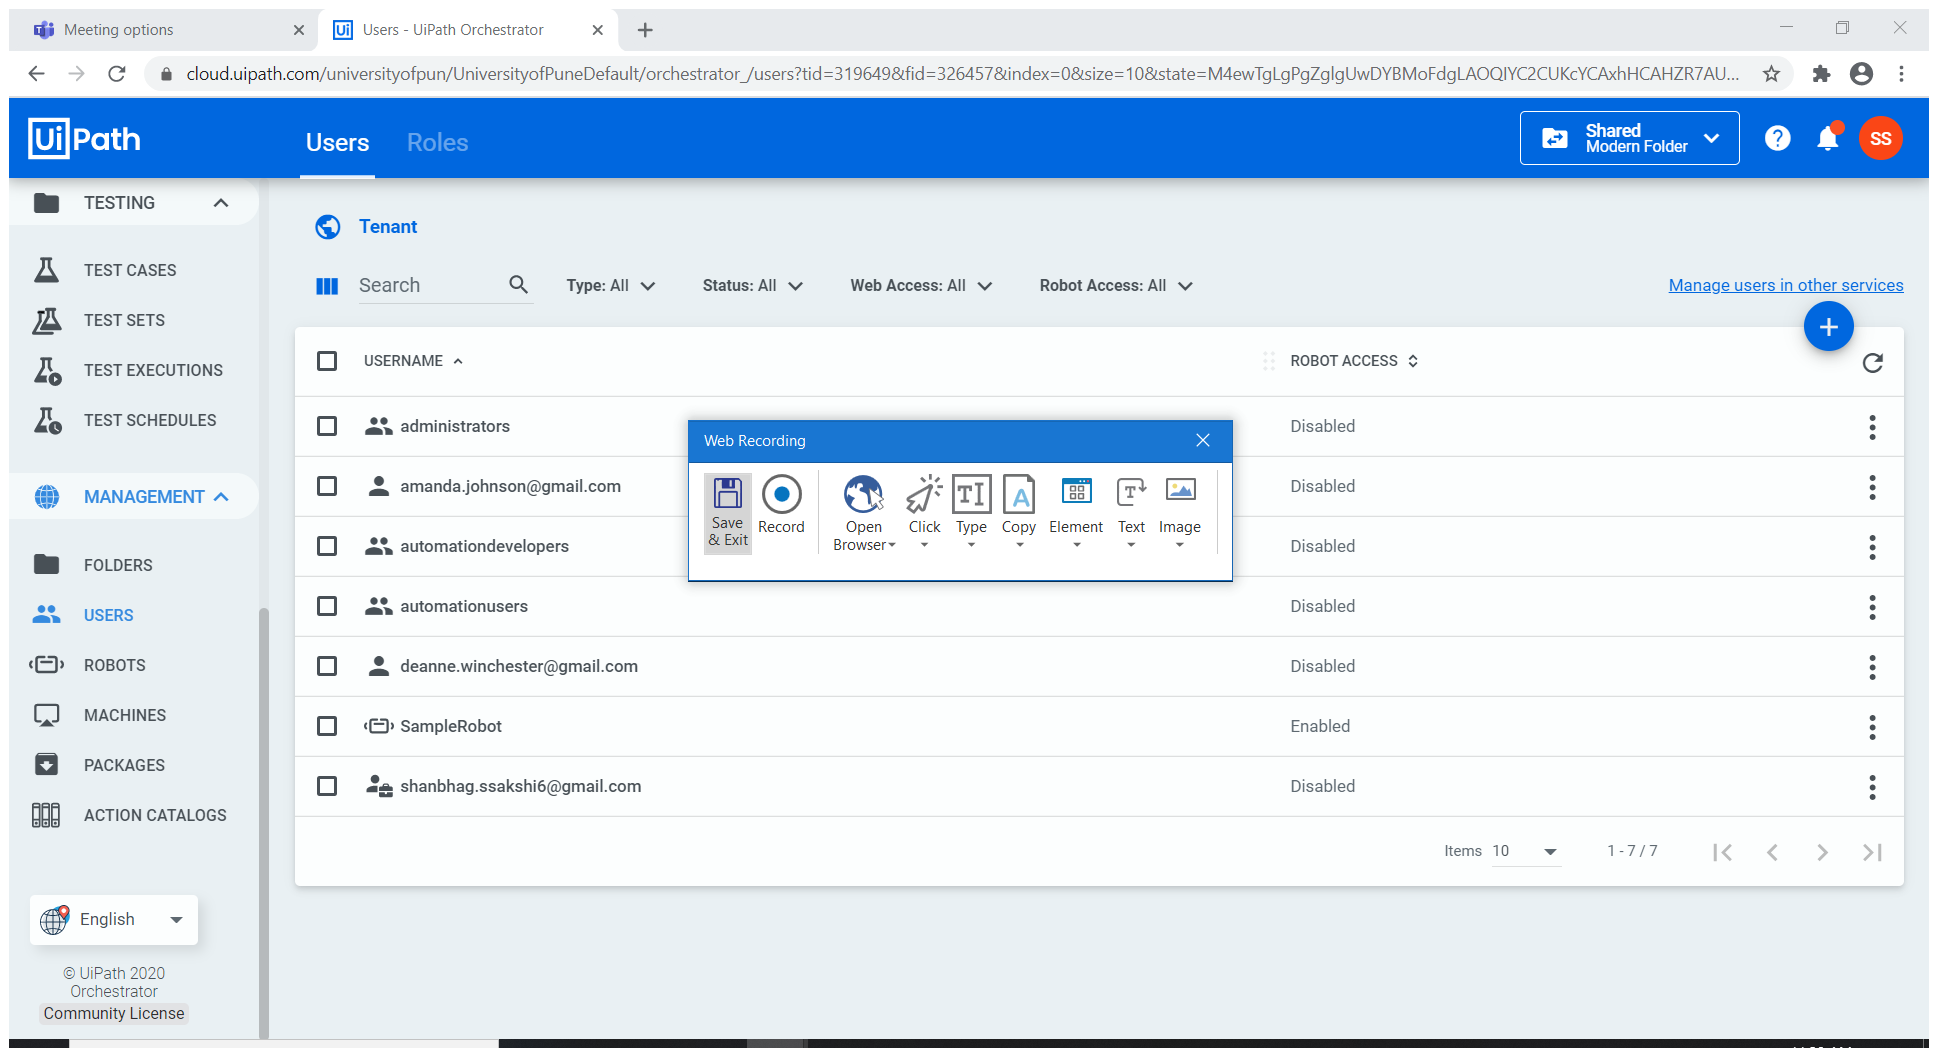 Meeting options
Ui Users - UiPath Orchestrator
cloud.uipath.com/universityofpun/UniversityofPuneDefault/orchestrator_/users?tid=319649&fid=326457&index=0&size=10&state=M4ewTgLgPgZglgUwDYBMoFdgLAOQIYC2CUKcYCAxhHCAHZR7AU...
UiPath
Users
Roles
Shared
Modern Folder
SS
TESTING
TEST CASES
TEST SETS
TEST EXECUTIONS
TEST SCHEDULES
MANAGEMENT
FOLDERS
USERS
ROBOTS
MACHINES
PACKAGES
ACTION CATALOGS
English
© UiPath 2020
Orchestrator
Community License
Tenant
Search
Type: All
Status: All
Web Access: All
Robot Access: All
Manage users in other services
USERNAME
ROBOT ACCESS
administrators
Disabled
amanda.johnson@gmail.com
Disabled
automationdevelopers
Disabled
automationusers
Disabled
deanne.winchester@gmail.com
Disabled
SampleRobot
Enabled
shanbhag.ssakshi6@gmail.com
Disabled
Items 10
1 - 7 / 7
Web Recording
Save
& Exit
Record
Open
Browser
Click
Type
Copy
Element
Text
Image